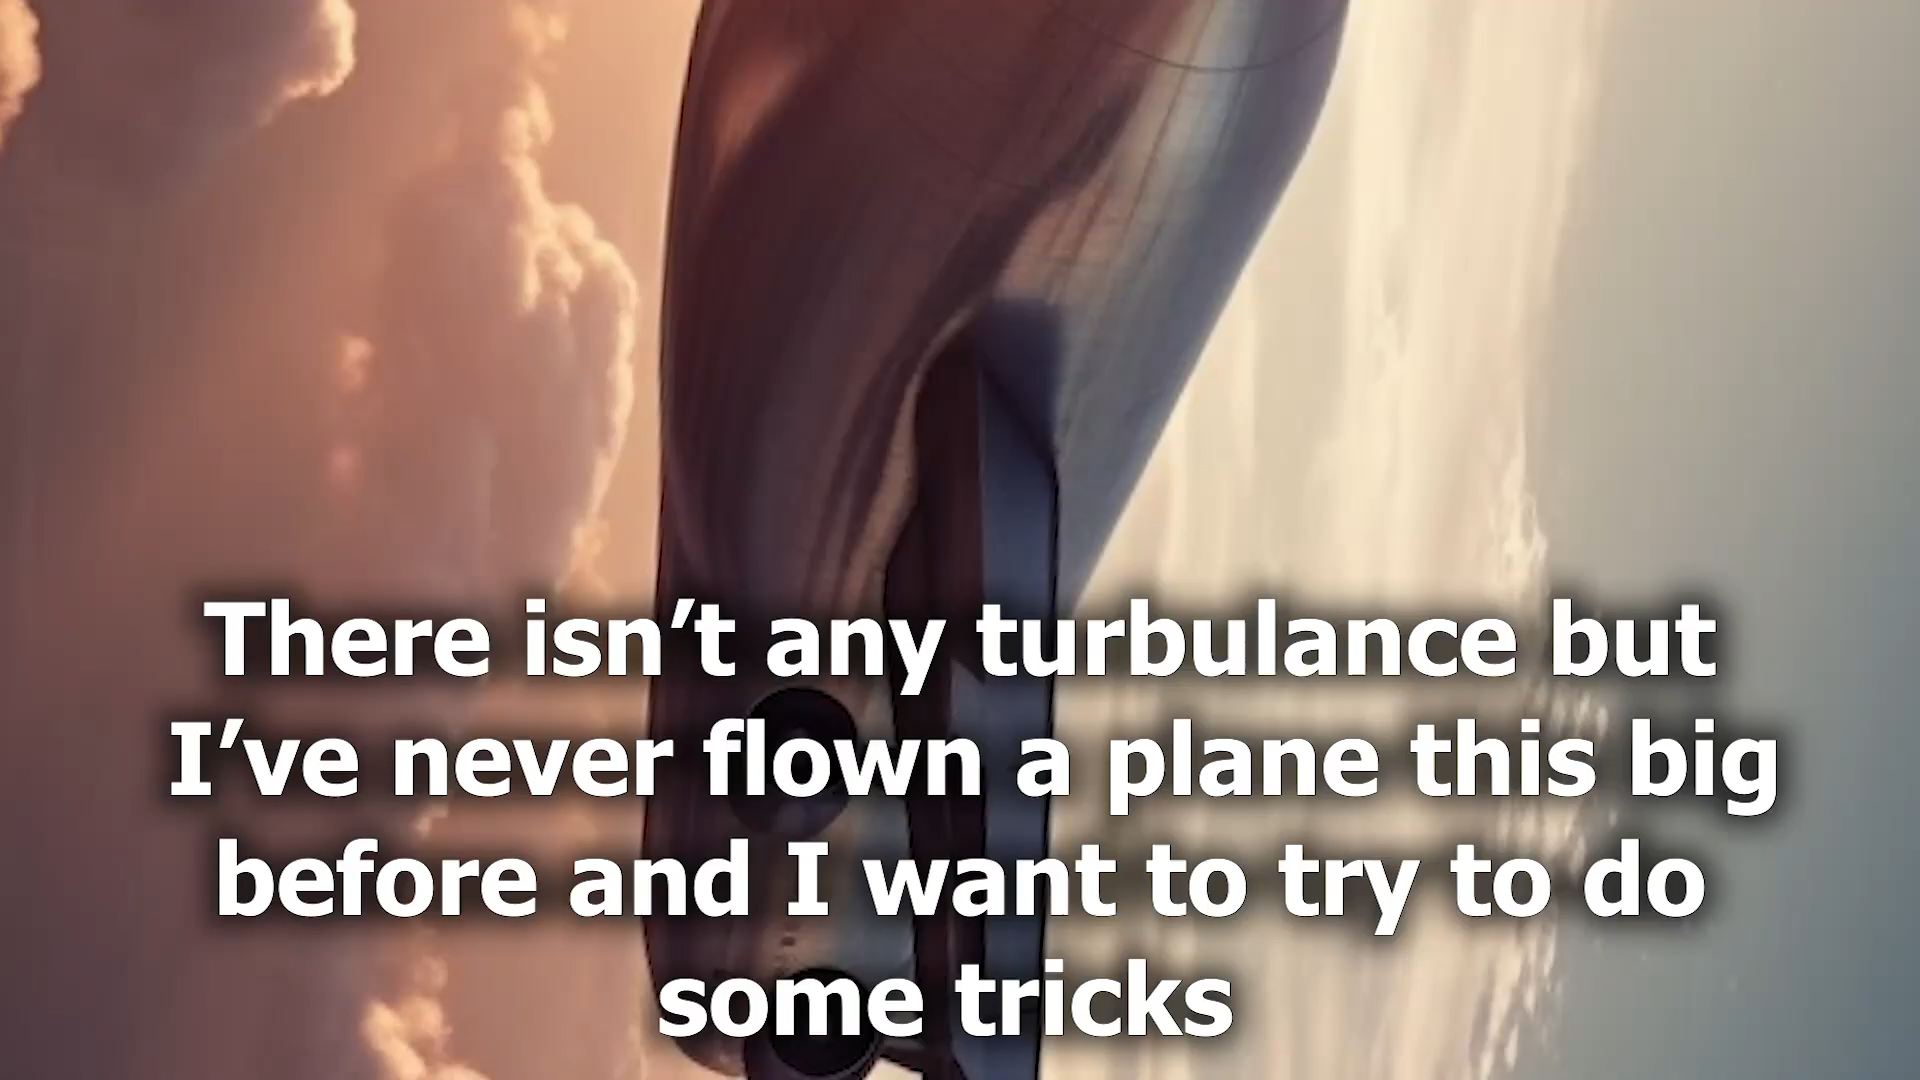 There isn’t any turbulance but
I’ve never flown a plane this big
before and I want to try to do
some tricks